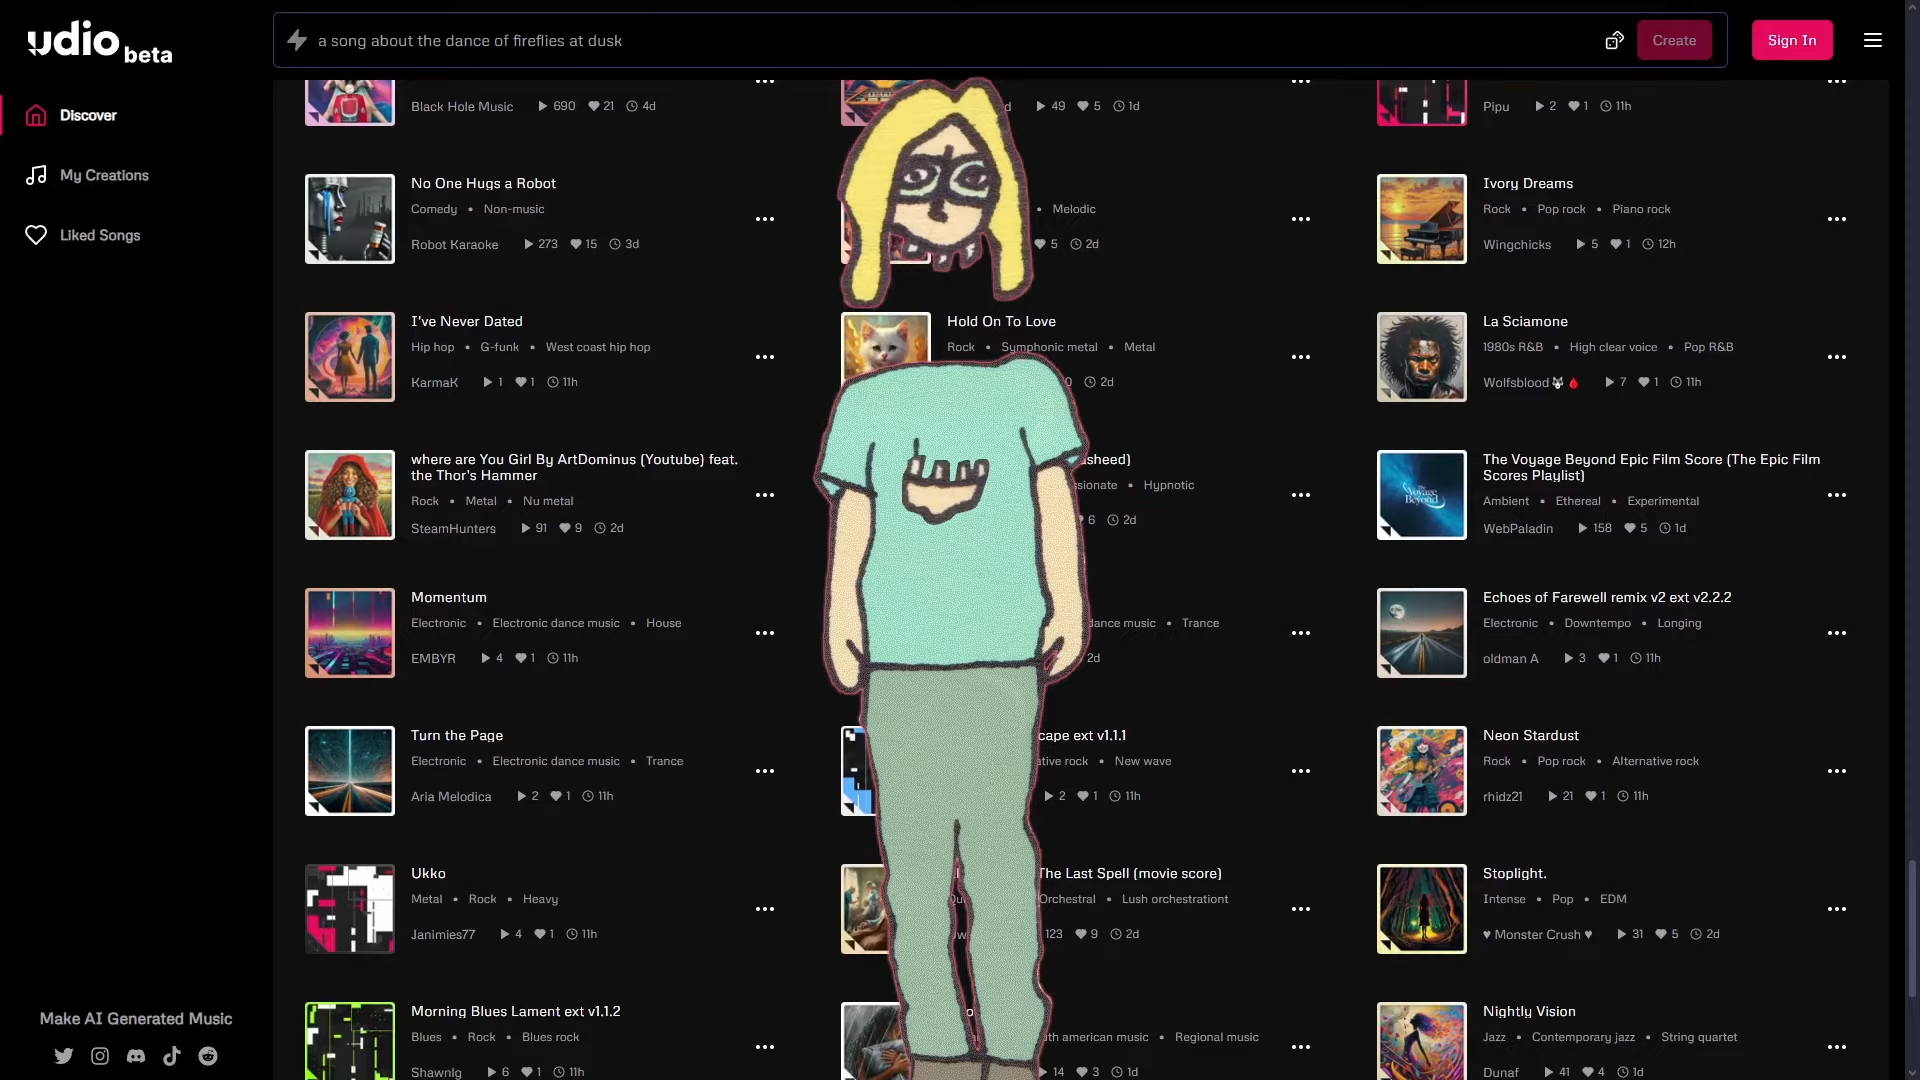 udio beta
a song about the dance of fireflies at dusk
Create
Sign In
Discover
My Creations
Liked Songs
Make AI Generated Music
Black Hole Music 690 21 4d
49 5 1d
Pipu 2 1 11h
No One Hugs a Robot
Comedy • Non-music
Robot Karaoke 273 15 3d
• Melodic
5 2d
Ivory Dreams
Rock • Pop rock • Piano rock
Wingchicks 5 1 12h
I've Never Dated
Hip hop • G-funk • West coast hip hop
KarmaK 1 1 11h
Hold On To Love
Rock • Symphonic metal • Metal
2d
La Sciamone
1980s R&B • High clear voice • Pop R&B
Wolfsblood 7 1 11h
where are You Girl By ArtDominus (Youtube) feat.
the Thor's Hammer
Rock • Metal • Nu metal
SteamHunters 91 9 2d
• Hypnotic
6 2d
The Voyage Beyond Epic Film Score (The Epic Film
Scores Playlist)
Ambient • Ethereal • Experimental
WebPaladin 158 5 1d
The Voyage Beyond
Momentum
Electronic • Electronic dance music • House
EMBYR 4 1 11h
dance music • Trance
2d
Echoes of Farewell remix v2 ext v2.2.2
Electronic • Downtempo • Longing
oldman A 3 1 11h
Turn the Page
Electronic • Electronic dance music • Trance
Aria Melodica 2 1 11h
cape ext v1.1.1
rock • New wave
2 1 11h
Neon Stardust
Rock • Pop rock • Alternative rock
rhidz21 21 1 11h
Ukko
Metal • Rock • Heavy
Janimies77 4 1 11h
The Last Spell (movie score)
Orchestral • Lush orchestrationt
123 9 2d
Stoplight.
Intense • Pop • EDM
♥ Monster Crush ♥ 31 5 2d
Morning Blues Lament ext v1.1.2
Blues • Rock • Blues rock
Shawnlg 6 1 11h
american music • Regional music
14 3 1d
Nightly Vision
Jazz • Contemporary jazz • String quartet
Dunaf 41 4 1d